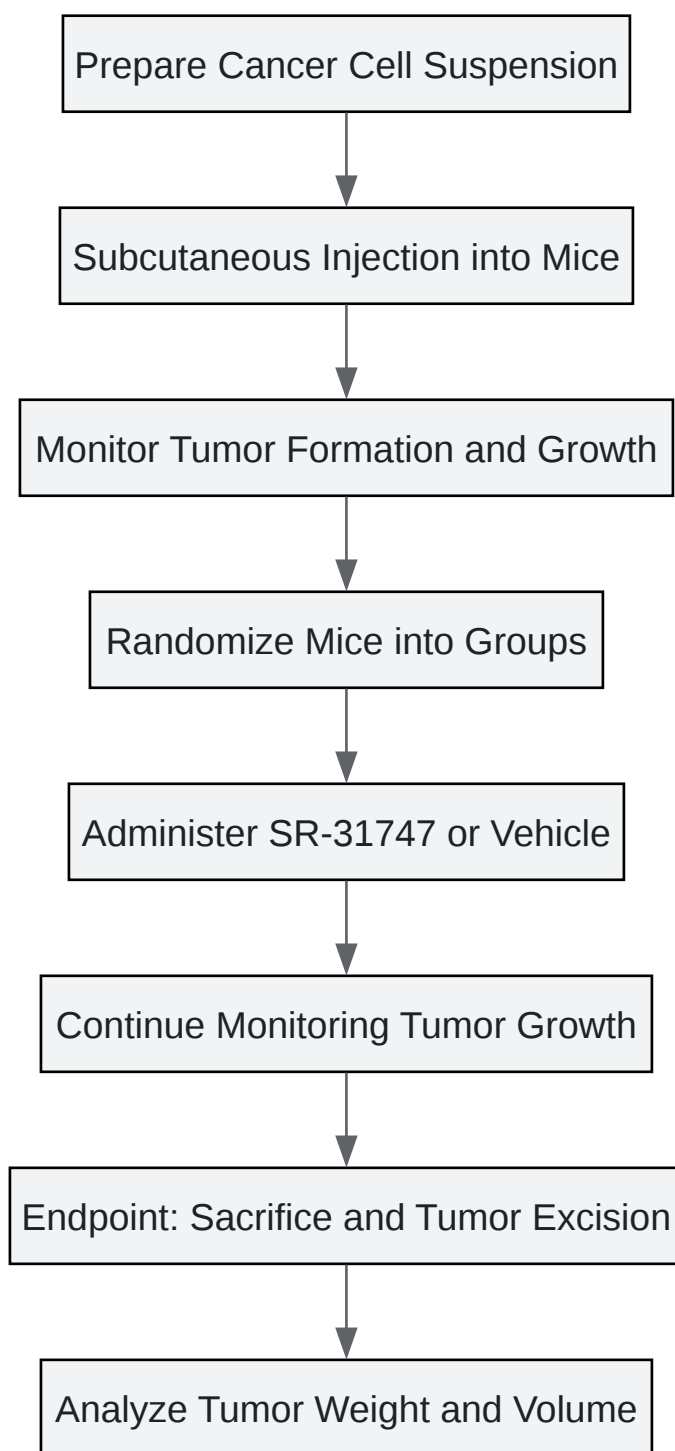 Prepare Cancer Cell Suspension
Subcutaneous Injection into Mice
Monitor Tumor Formation and Growth
Randomize Mice into Groups
Administer SR-31747 or Vehicle
Continue Monitoring Tumor Growth
Endpoint: Sacrifice and Tumor Excision
Analyze Tumor Weight and Volume